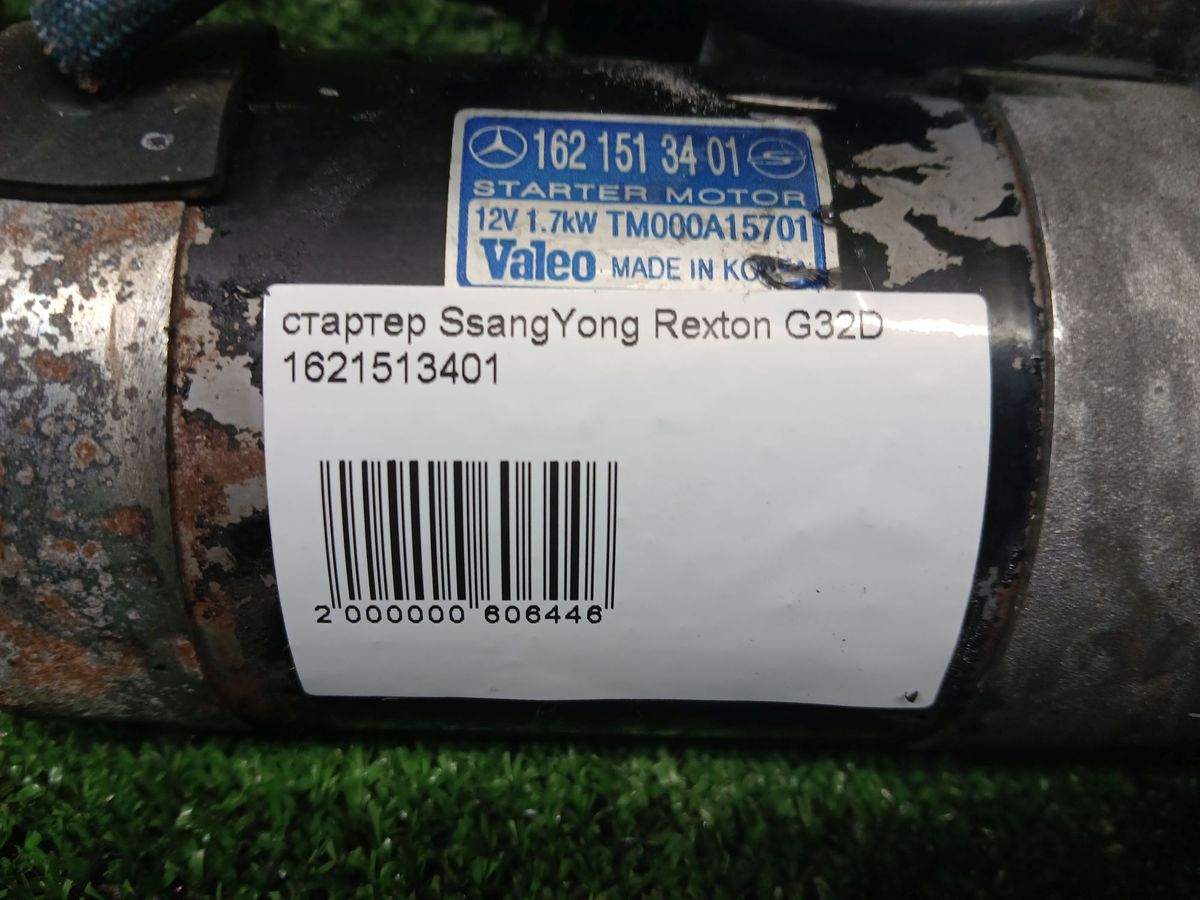 162 151 34 01
STARTER MOTOR
12V 1.7kW TM000A15701
Valeo MADE IN KOREA
стартер SsangYong Rexton G32D
1621513401
2 000000 606446